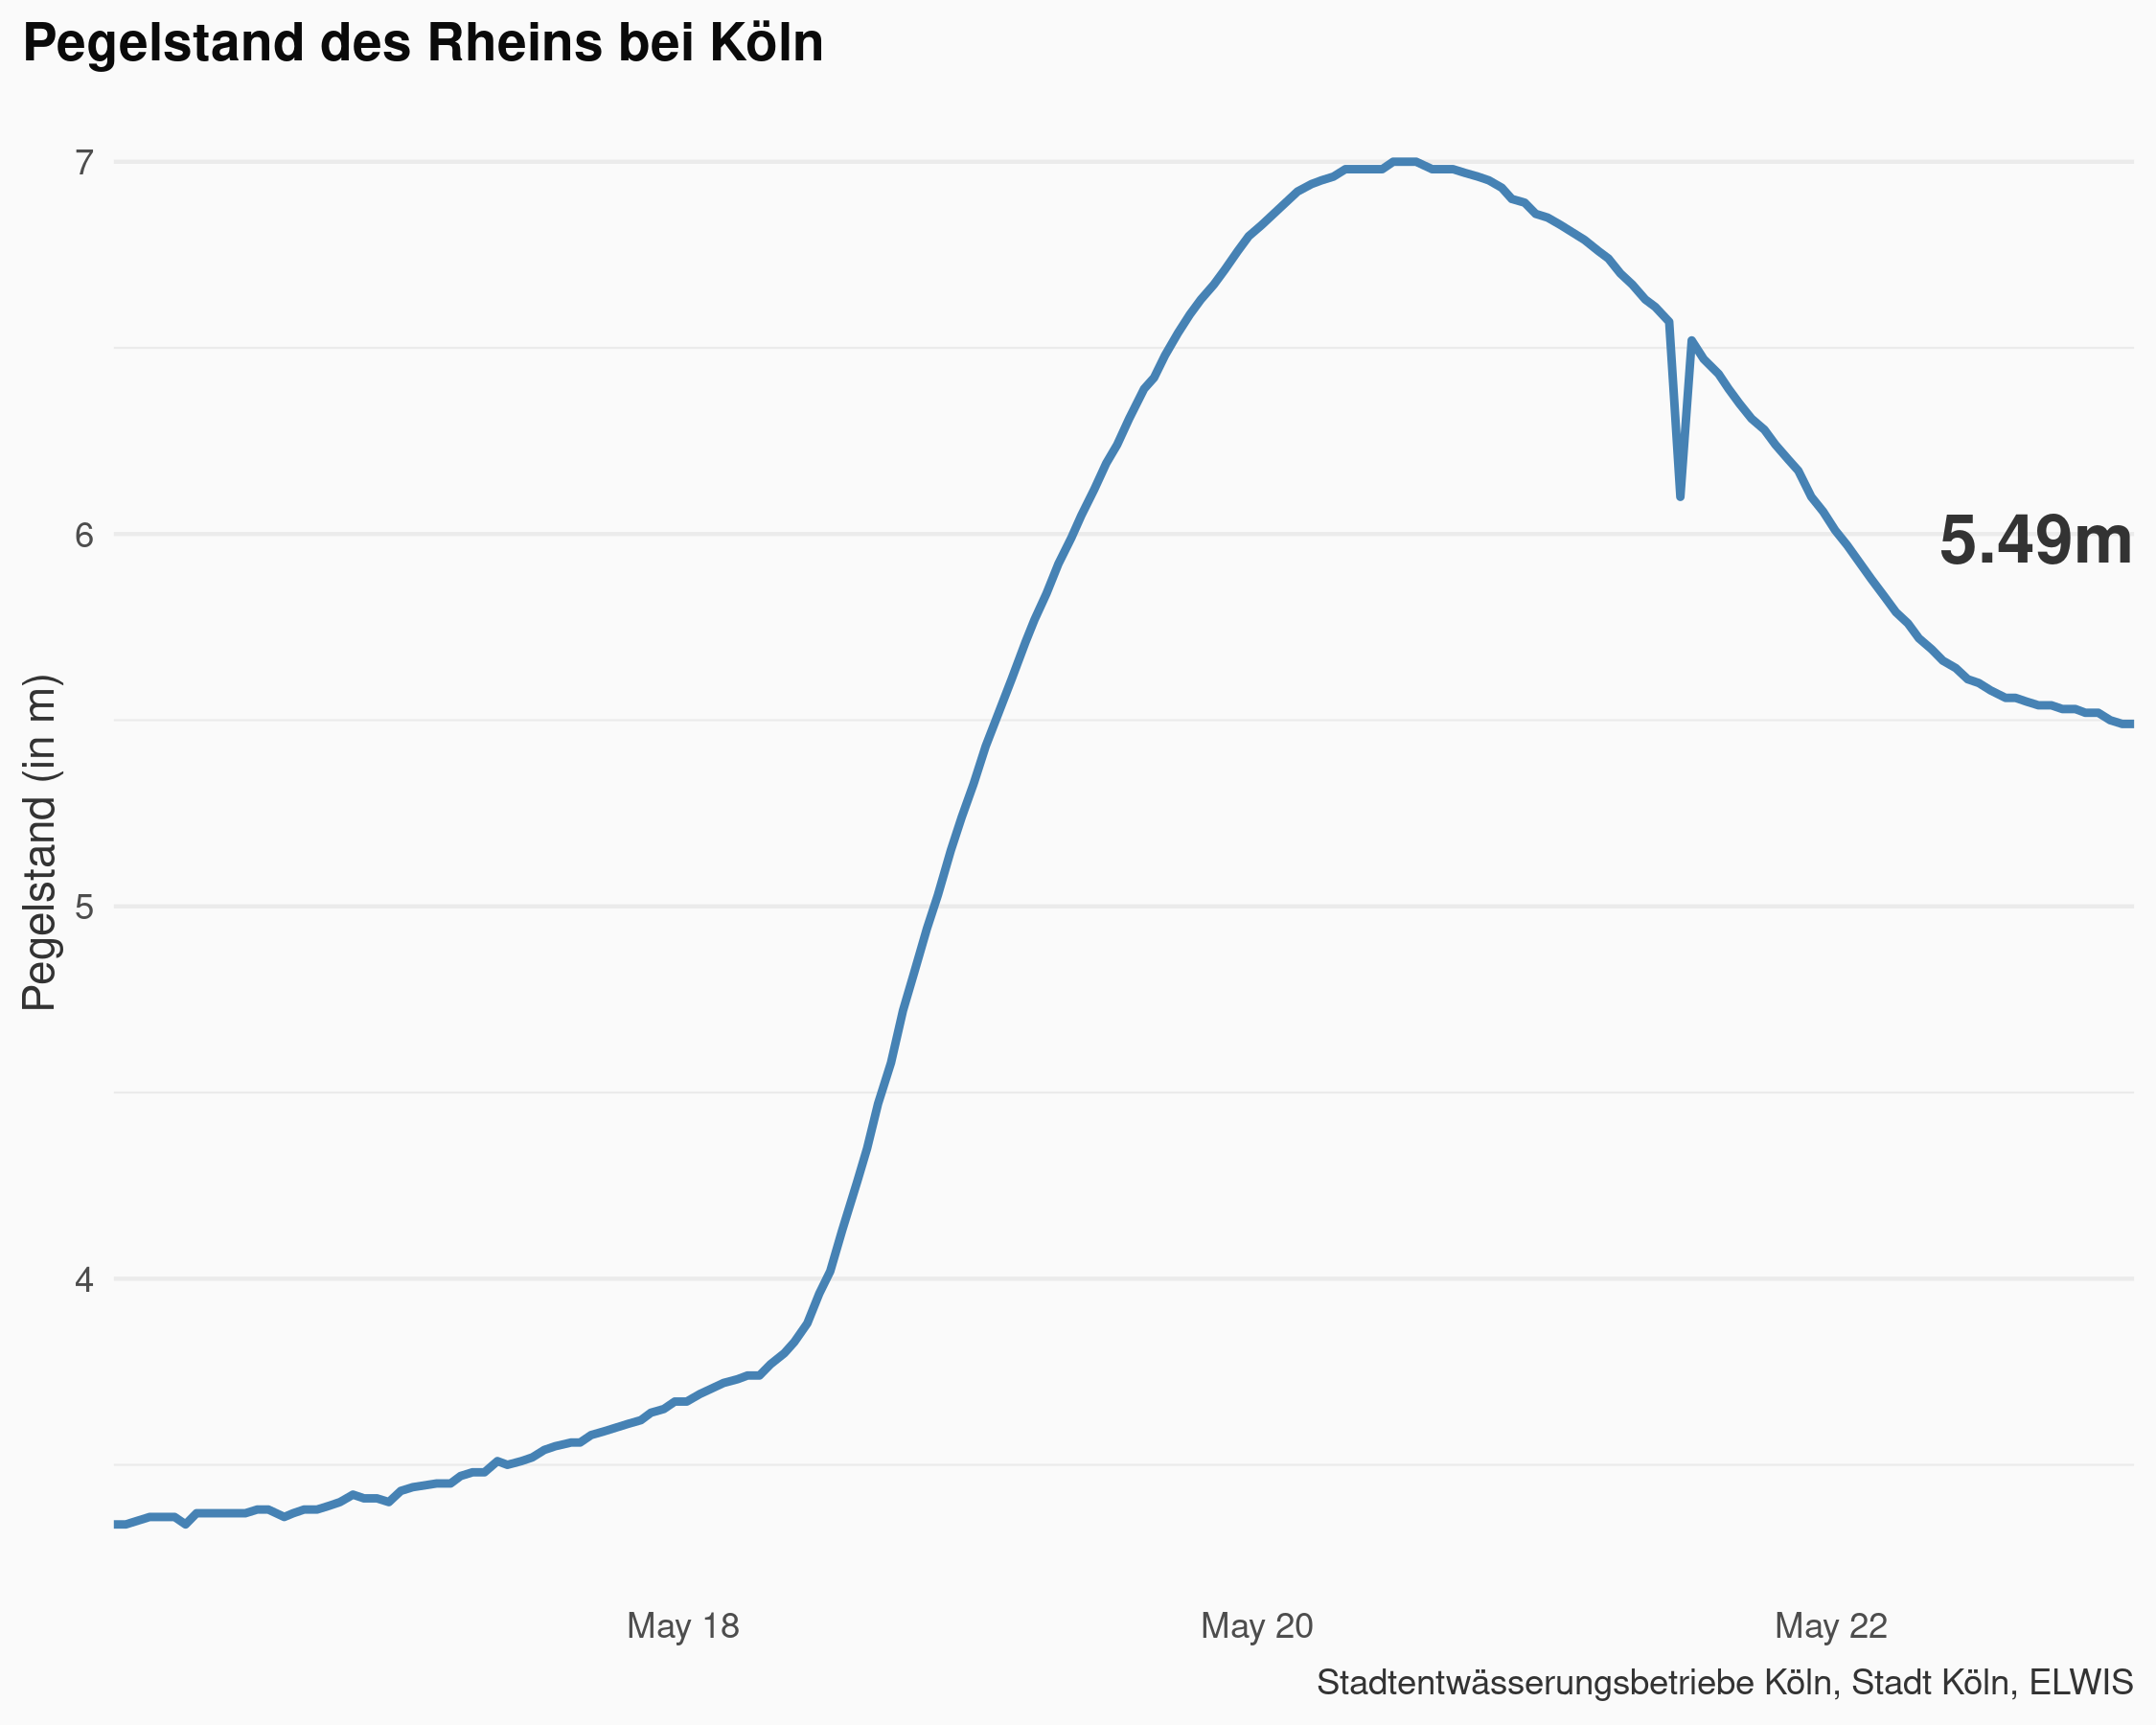 Pegelstand des Rheins bei Köln
Pegelstand (in m)
7
6
5
4
5.49m
May 18
May 20
May 22
Stadtentwässerungsbetriebe Köln, Stadt Köln, ELWIS